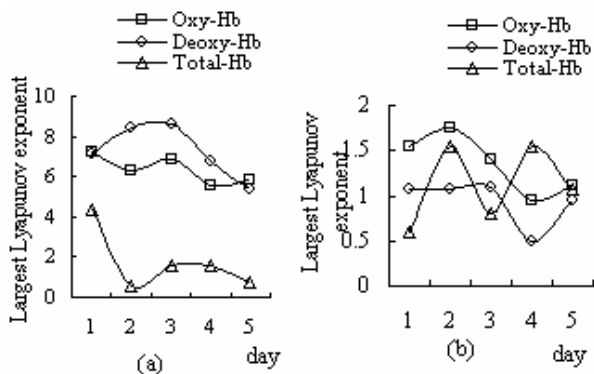 Oxy-Hb
Deoxy-Hb
Total-Hb
Largest Lyapunov exponent
10
8
6
4
2
0
1 2 3 4 5
day
(a)
Oxy-Hb
Deoxy-Hb
Total-Hb
Largest Lyapunov
exponent
2
1.5
1
0.5
0
1 2 3 4 5
day
(b)